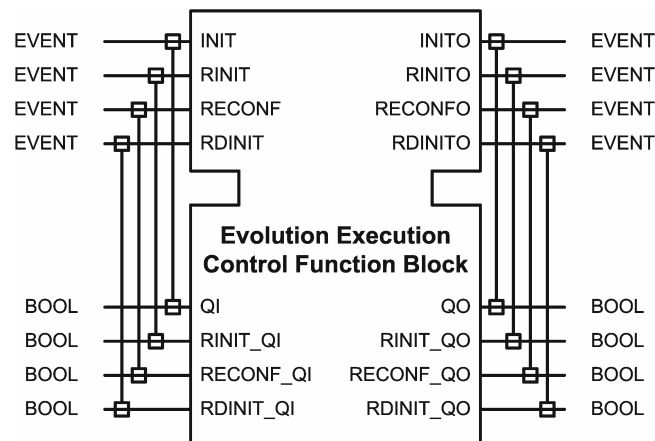 EVENT INIT INITO EVENT
EVENT RINIT RINITO EVENT
EVENT RECONF RECONFO EVENT
EVENT RDINIT RDINITO EVENT
Evolution Execution
Control Function Block
BOOL QI QO BOOL
BOOL RINIT_QI RINIT_QO BOOL
BOOL RECONF_QI RECONF_QO BOOL
BOOL RDINIT_QI RDINIT_QO BOOL